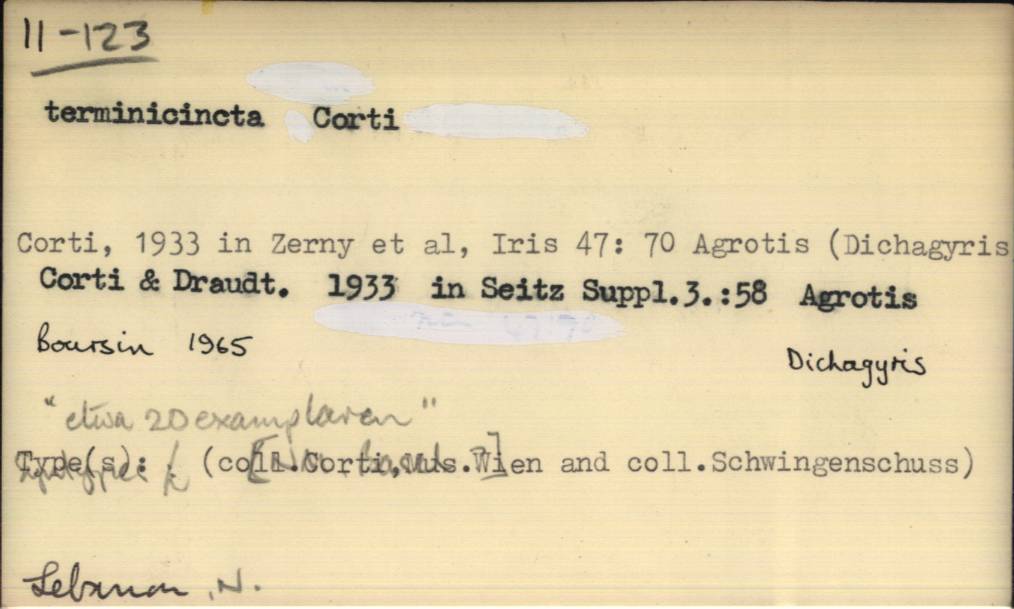 11-123
terminicincta Corti
Corti, 1933 in Zerny et al, Iris 47: 70 Agrotis (Dichagyris
Corti & Draudt. 1933 in Seitz Suppl.3.:58 Agrotis
Boursin 1965 Dichagyris
"etwa 20 examplaren"
Type(s): (coll.Corti,Mus.Wien and coll.Schwingenschuss)
Lebanon, N.